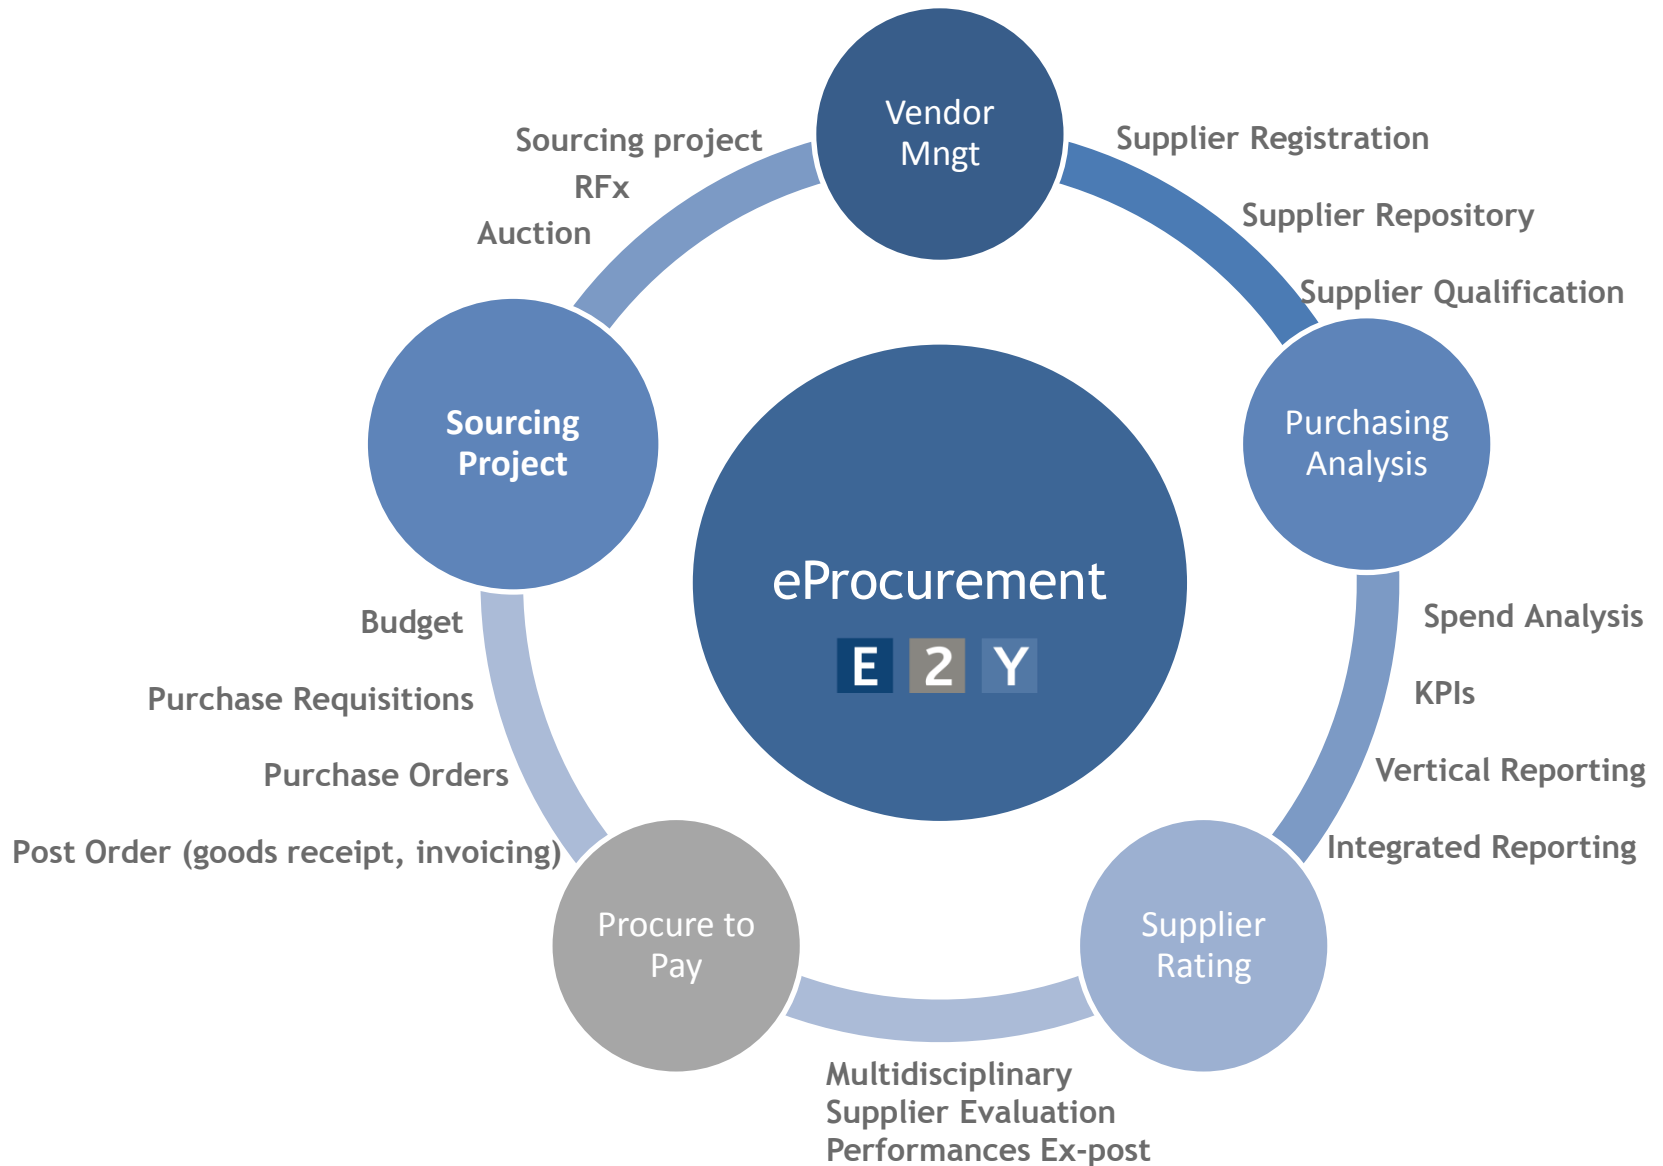 Vendor
Mngt
Supplier Registration
Supplier Repository
Supplier Qualification
Purchasing
Analysis
Spend Analysis
KPIs
Vertical Reporting
Integrated Reporting
Supplier
Rating
Multidisciplinary
Supplier Evaluation
Performances Ex-post
Procure to
Pay
Budget
Purchase Requisitions
Purchase Orders
Post Order (goods receipt, invoicing)
Sourcing
Project
Sourcing project
RFx
Auction
eProcurement
E 2 Y